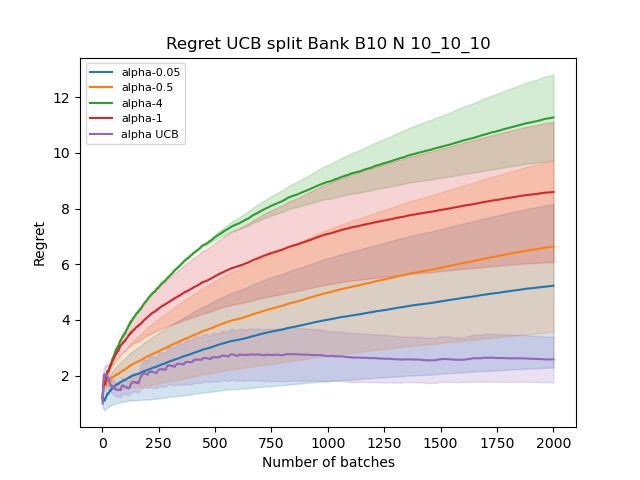 Regret UCB split Bank B10 N 10_10_10
alpha-0.05
alpha-0.5
alpha-4
alpha-1
alpha UCB
12
10
8
6
4
2
Regret
0 250 500 750 1000 1250 1500 1750 2000
Number of batches